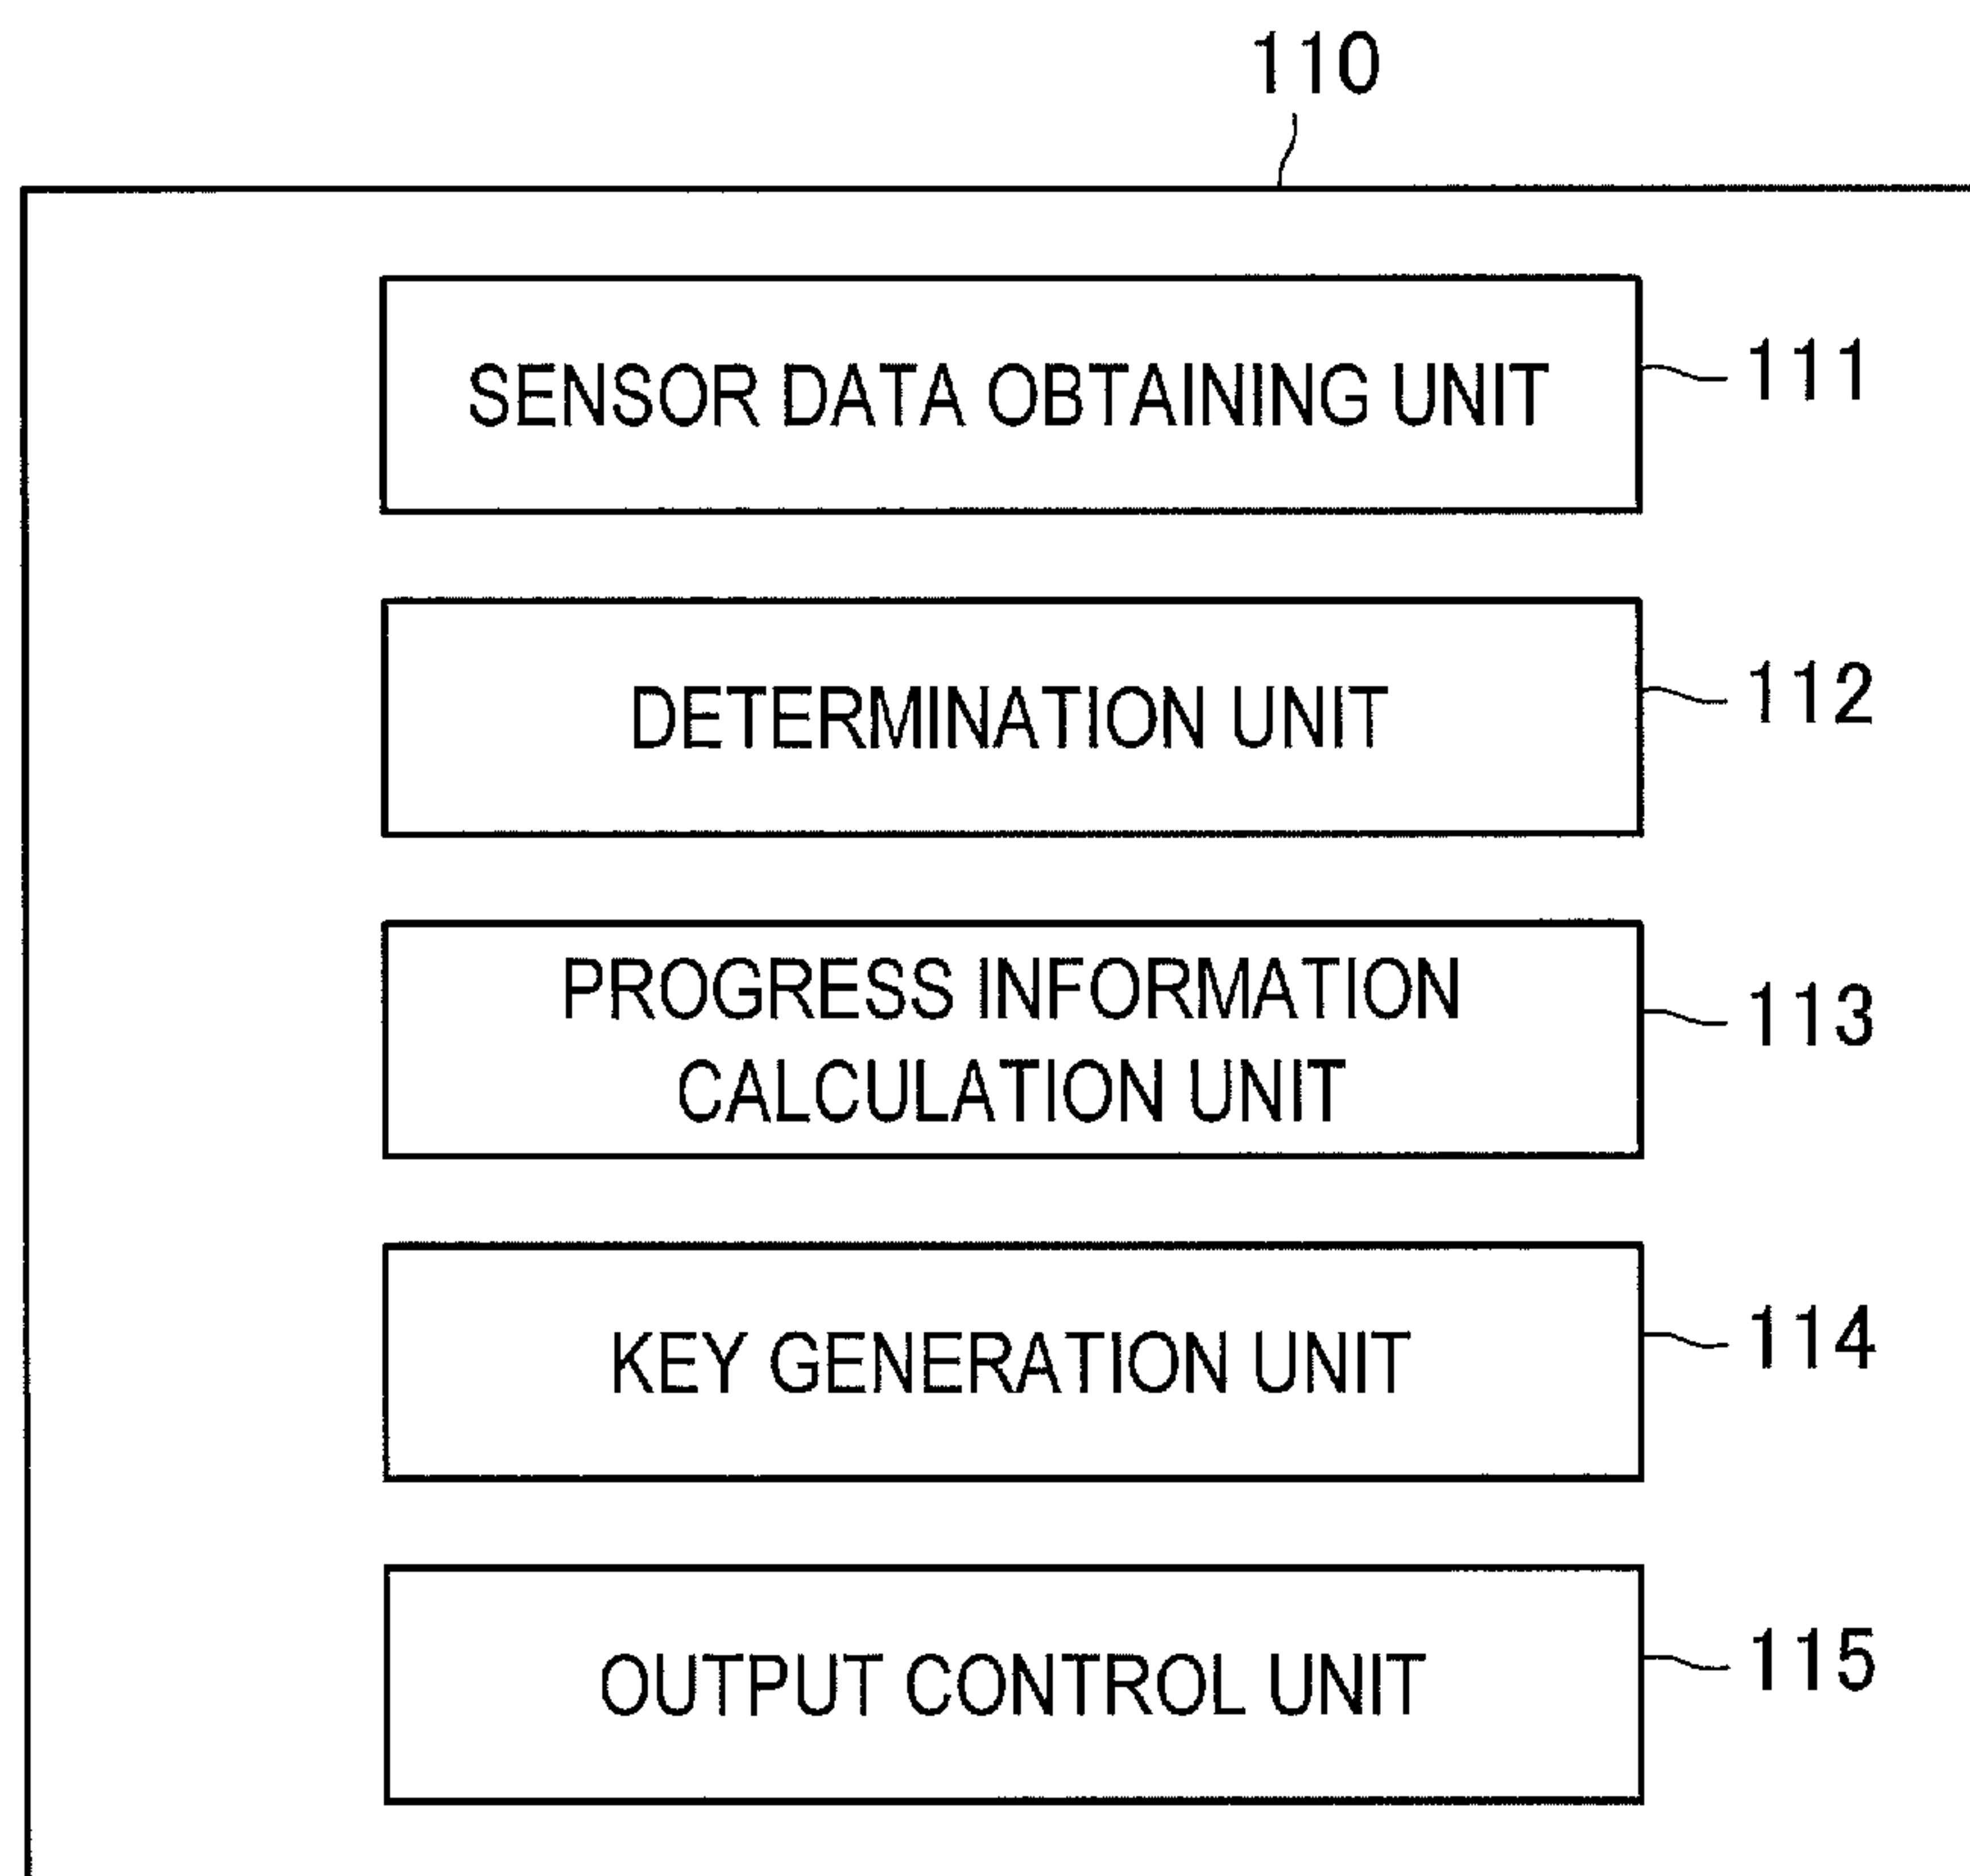 110
SENSOR DATA OBTAINING UNIT
111
DETERMINATION UNIT
112
PROGRESS INFORMATION
CALCULATION UNIT
113
KEY GENERATION UNIT
114
OUTPUT CONTROL UNIT
115